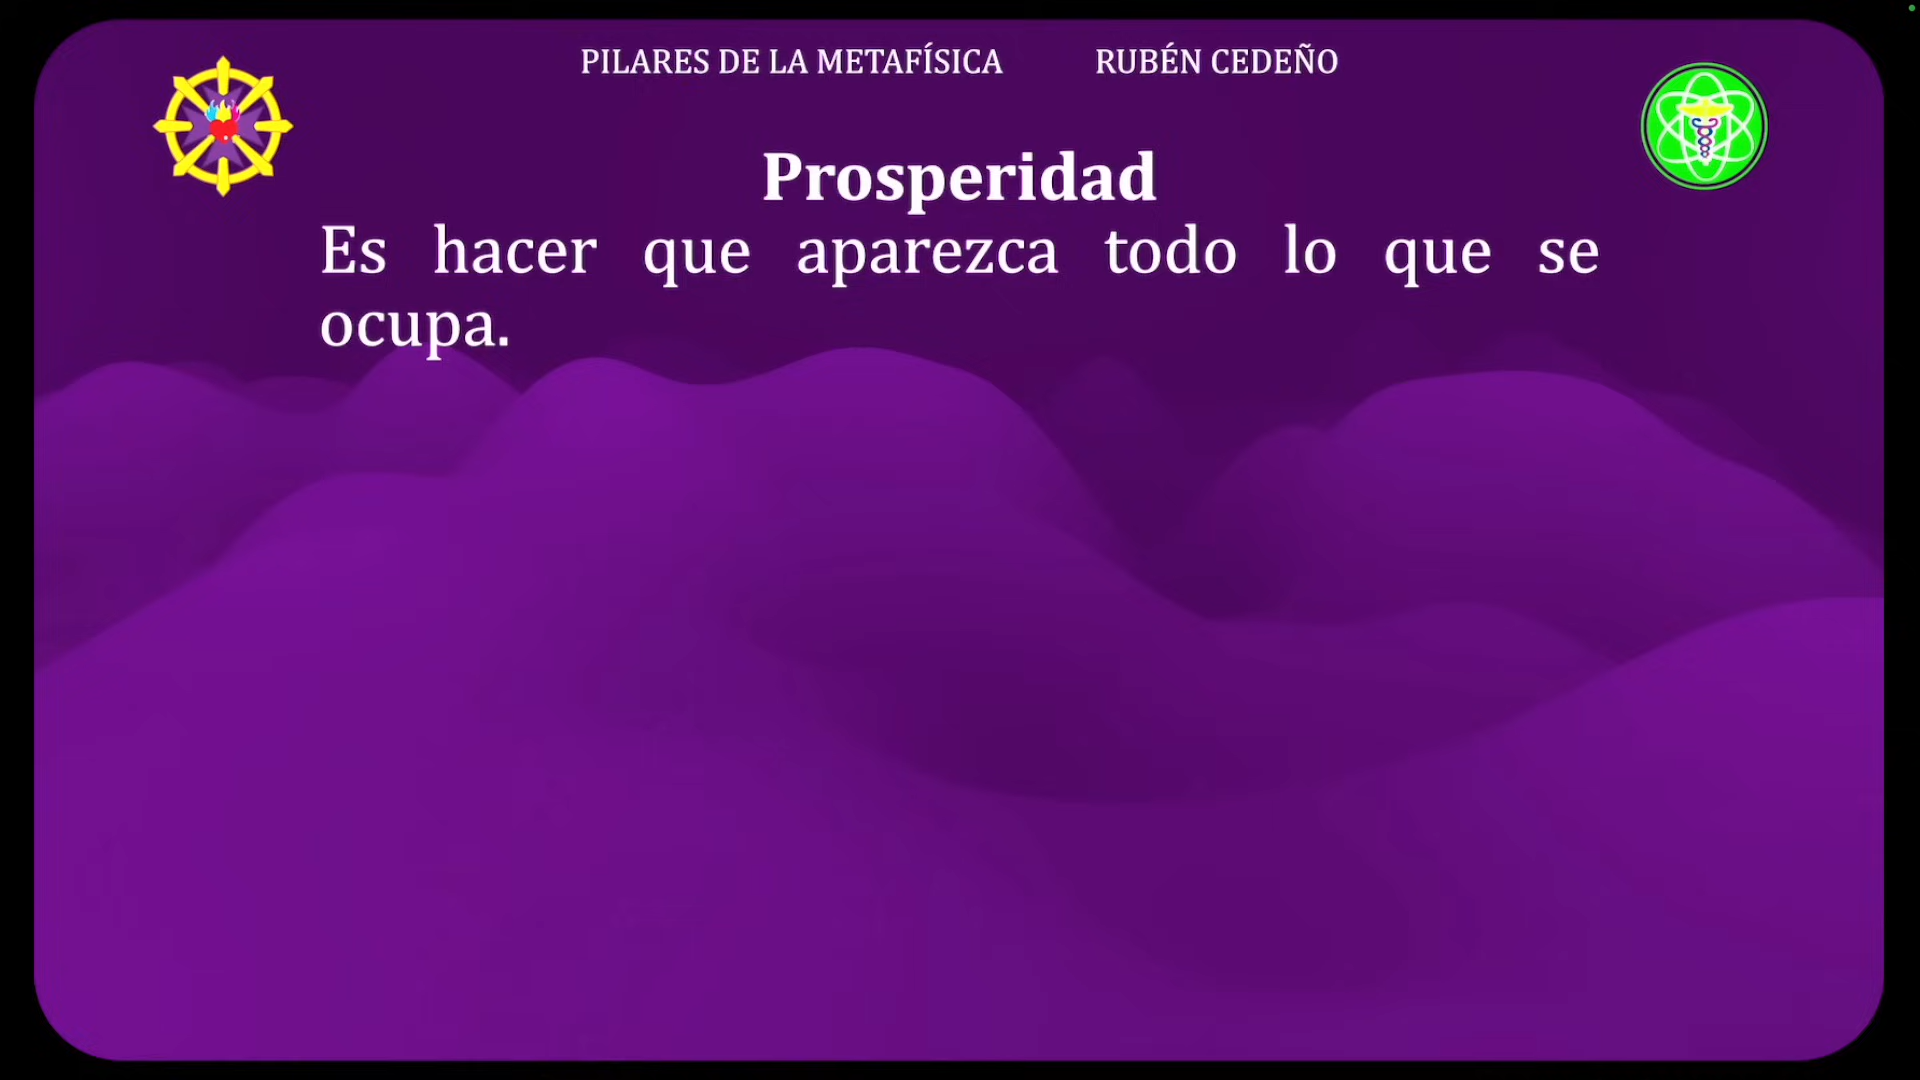 PILARES DE LA METAFÍSICA RUBÉN CEDEÑO
Prosperidad
Es hacer que aparezca todo lo que se
ocupa.